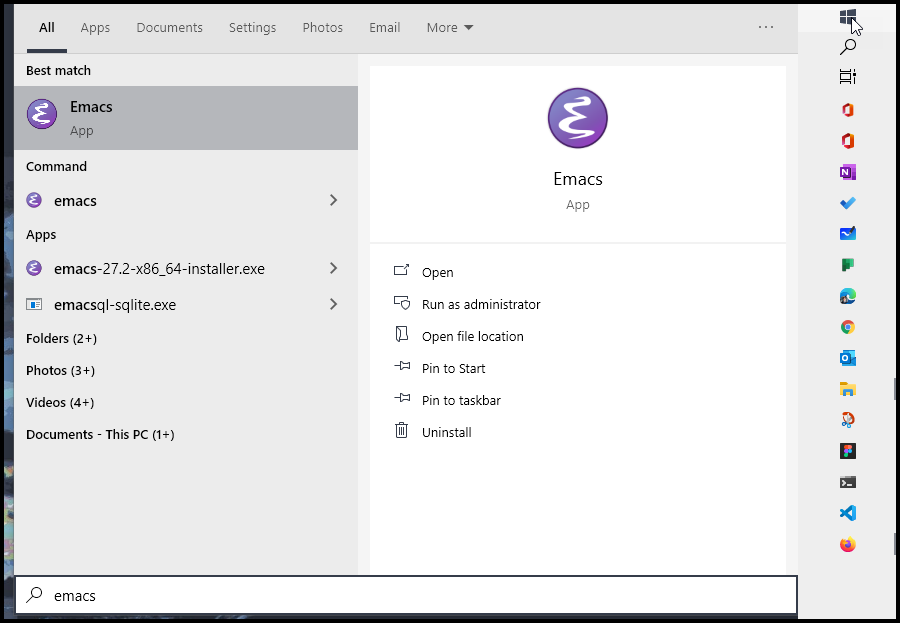 All Apps Documents Settings Photos Email More ...
Best match
Emacs
App
Command
emacs
Apps
emacs-27.2-x86_64-installer.exe
emacsql-sqlite.exe
Folders (2+)
Photos (3+)
Videos (4+)
Documents - This PC (1+)
Emacs
App
Open
Run as administrator
Open file location
Pin to Start
Pin to taskbar
Uninstall
emacs